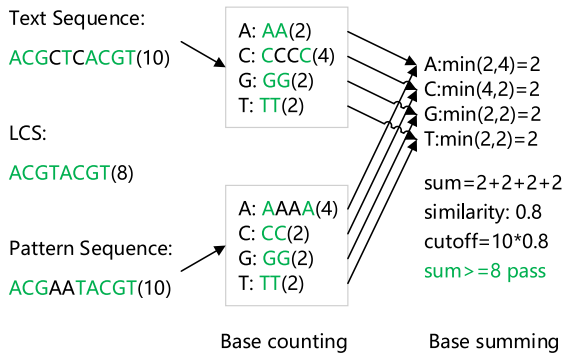 Text Sequence:
ACGCTCACGT(10)
LCS:
ACGTACGT(8)
Pattern Sequence:
ACGAATACGT(10)
A: AA(2)
C: CCCC(4)
G: GG(2)
T: TT(2)
A: AAAA(4)
C: CC(2)
G: GG(2)
T: TT(2)
Base counting
A:min(2,4)=2
C:min(4,2)=2
G:min(2,2)=2
T:min(2,2)=2
sum=2+2+2+2
similarity: 0.8
cutoff=10*0.8
sum>=8 pass
Base summing